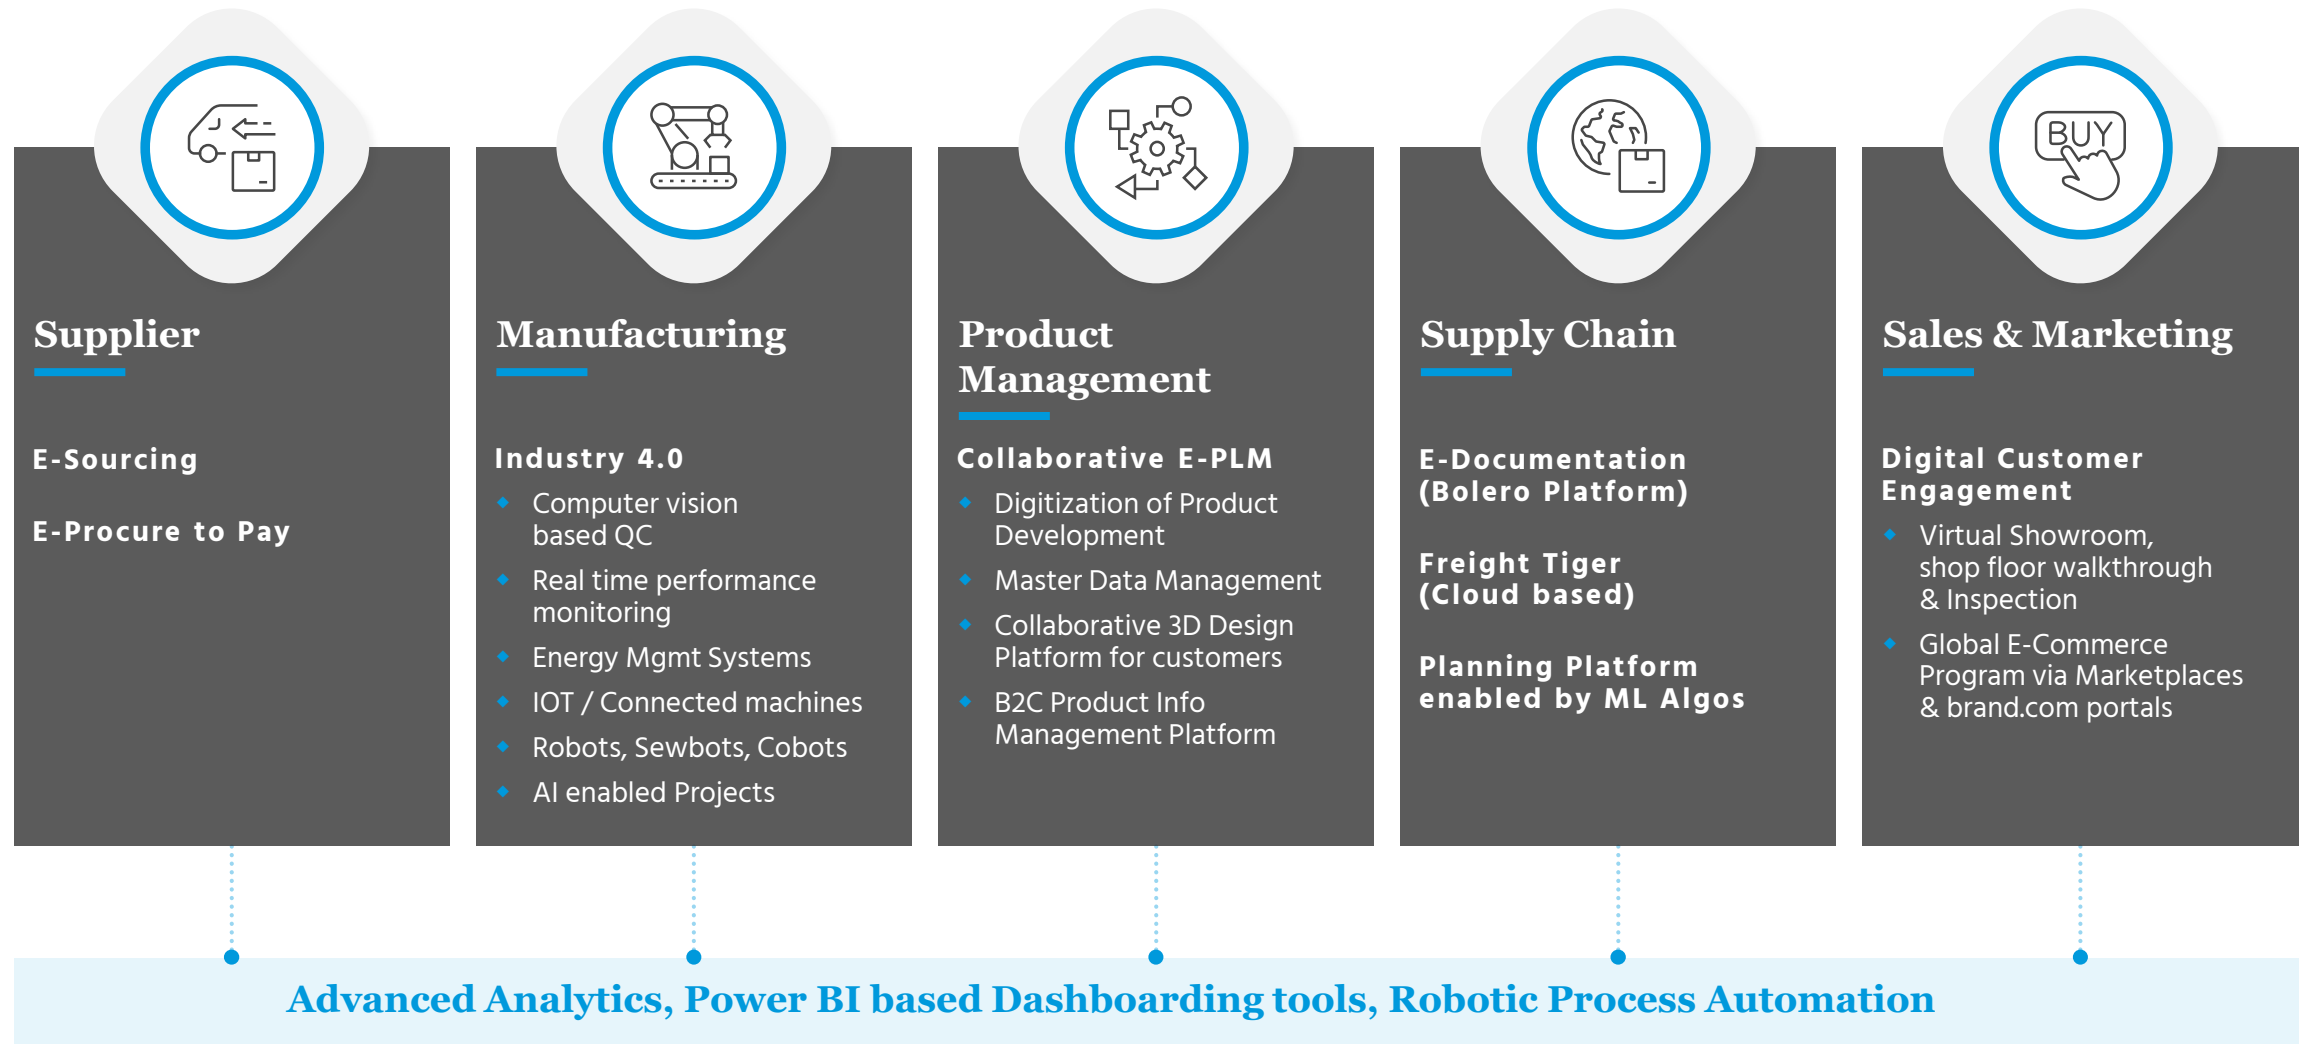 BUY
Supplier
E-Sourcing
E-Procure to Pay
Manufacturing
Industry 4.0
Computer vision
based QC
Real time performance
monitoring
Energy Mgmt Systems
IOT / Connected machines
Robots, Sewbots, Cobots
AI enabled Projects
Product
Management
Collaborative E-PLM
Digitization of Product
Development
Master Data Management
Collaborative 3D Design
Platform for customers
B2C Product Info
Management Platform
Supply Chain
E-Documentation
(Bolero Platform)
Freight Tiger
(Cloud based)
Planning Platform
enabled by ML Algos
Sales & Marketing
Digital Customer
Engagement
Virtual Showroom,
shop floor walkthrough
& Inspection
Global E-Commerce
Program via Marketplaces
& brand.com portals
Advanced Analytics, Power BI based Dashboarding tools, Robotic Process Automation